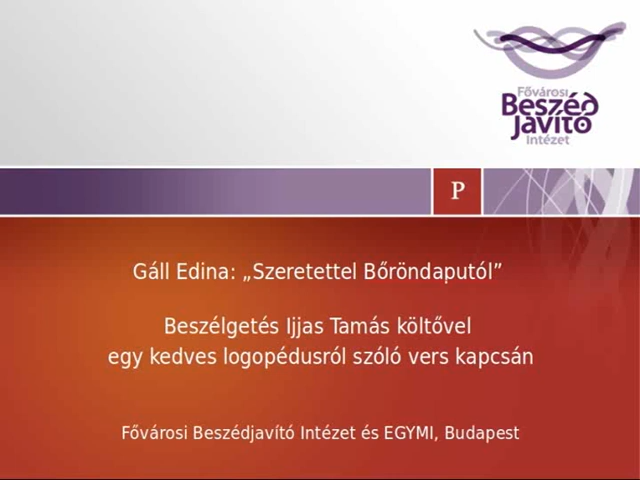 Fővárosi
Beszéd
Javító
Intézet
P
Gáll Edina: „Szeretettel Bőröndaputól”
Beszélgetés Ijjas Tamás költővel
egy kedves logopédusról szóló vers kapcsán
Fővárosi Beszédjavító Intézet és EGYMI, Budapest